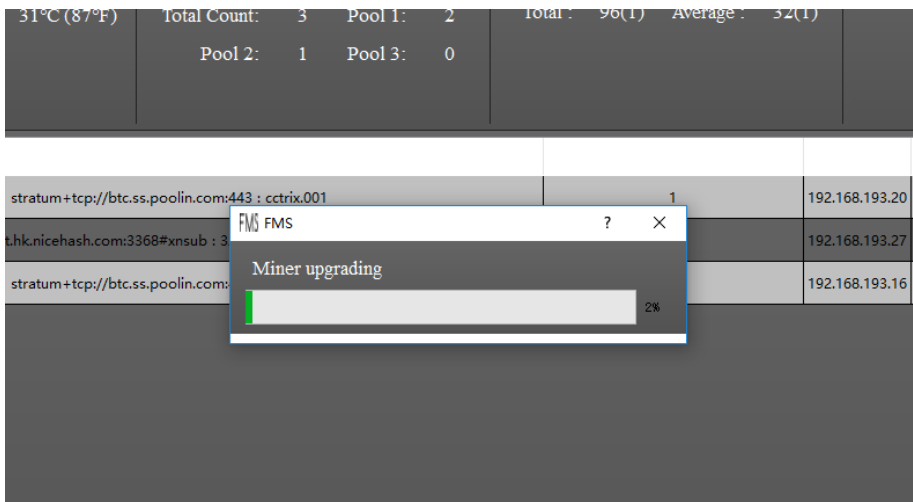 31°C (87°F) Total Count: 3 Pool 1: 2 Total : 96(T) Average : 32(T)
Pool 2: 1 Pool 3: 0
stratum+tcp://btc.ss.poolin.com:443 : cctrix.001 1 192.168.193.20
FMS FMS ? ×
t.hk.nicehash.com:3368#xnsub : 3 192.168.193.27
Miner upgrading
stratum+tcp://btc.ss.poolin.com: 192.168.193.16
2%